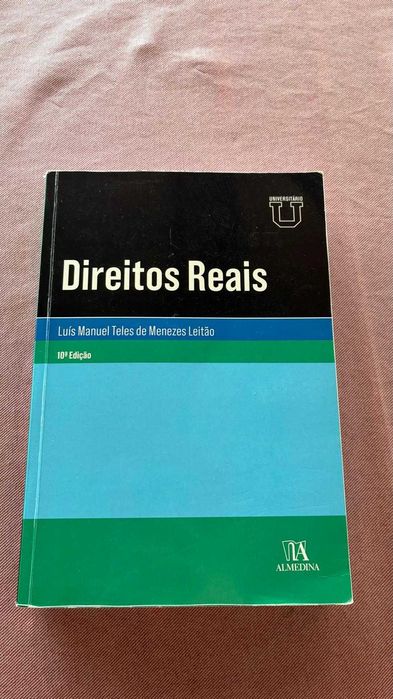 UNIVERSITÁRIO
U
Direitos Reais
Luís Manuel Teles de Menezes Leitão
10ª Edição
ALMEDINA